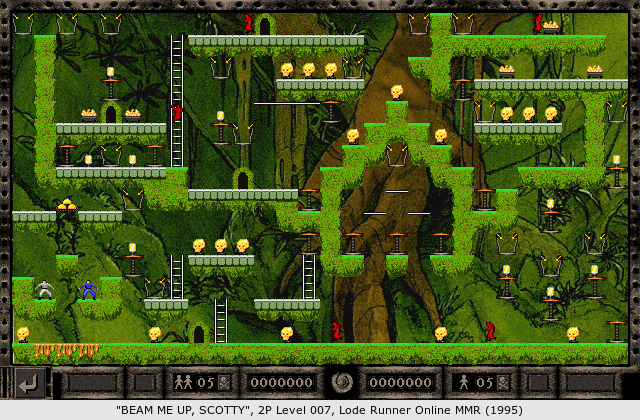 05 0000000 0000000 05
"BEAM ME UP, SCOTTY", 2P Level 007, Lode Runner Online MMR (1995)